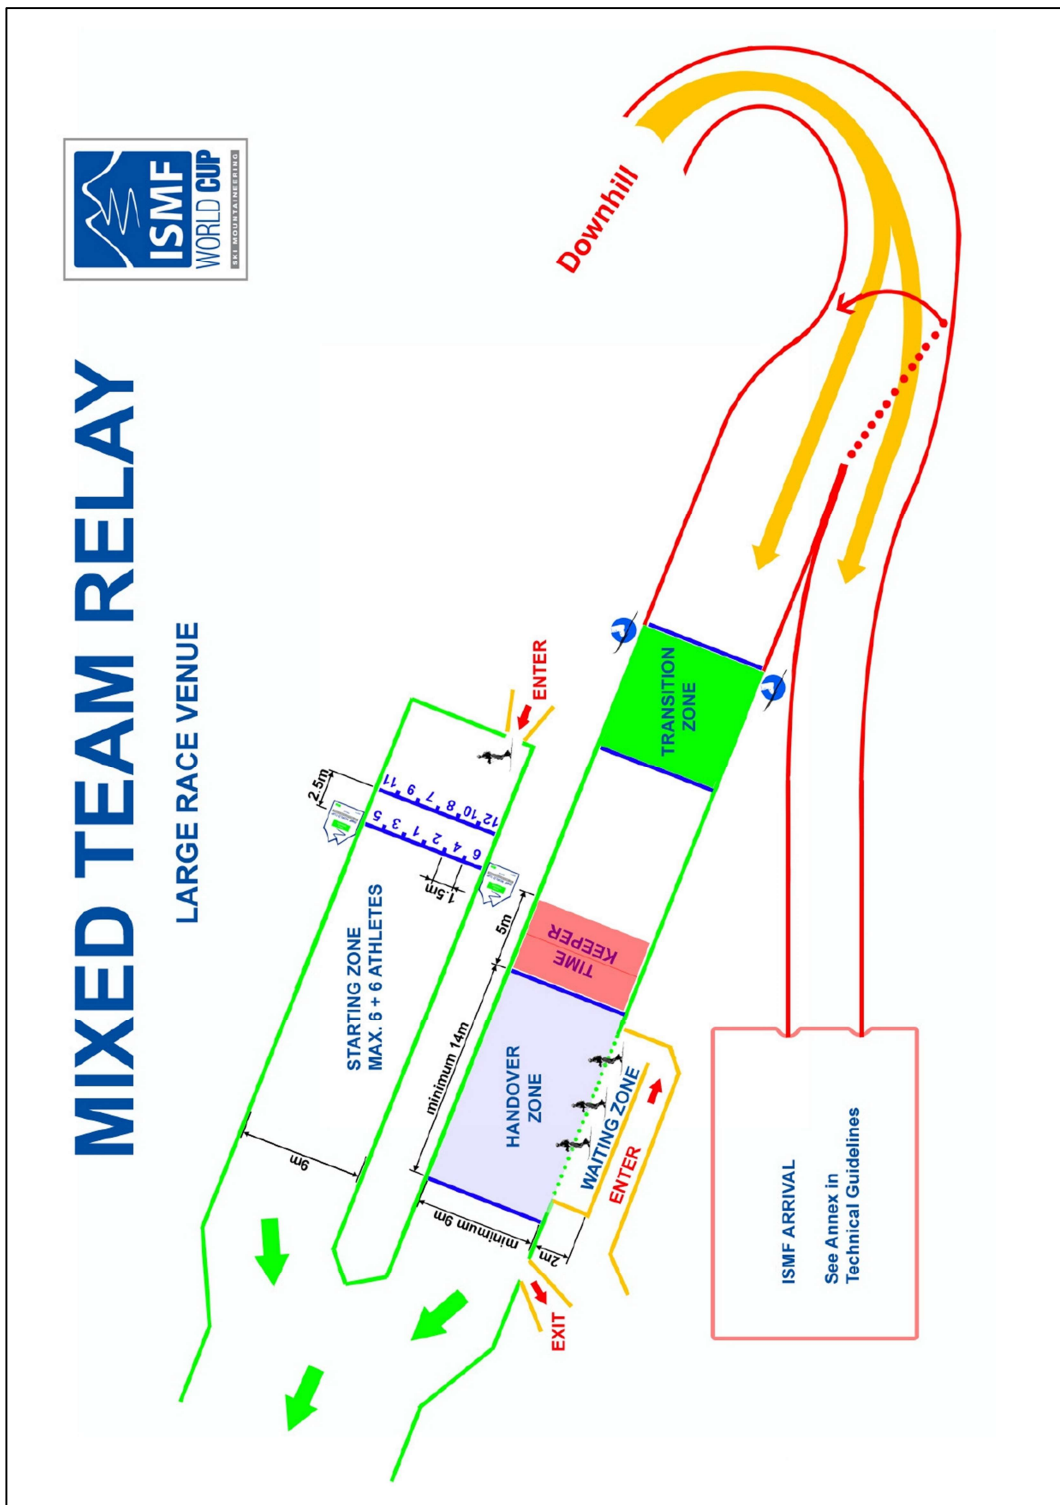 MIXED TEAM RELAY
LARGE RACE VENUE
ISMF
WORLD CUP
SKI MOUNTAINEERING
Downhill
ENTER
2.5m
11
9
7
8
10
12
5
3
1
2
4
6
1.5m
STARTING ZONE
MAX. 6 + 6 ATHLETES
9m
TRANSITION
ZONE
5m
TIME
KEEPER
minimum 14m
HANDOVER
ZONE
minimum 9m
2m
WAITING ZONE
ENTER
EXIT
ISMF ARRIVAL
See Annex in
Technical Guidelines